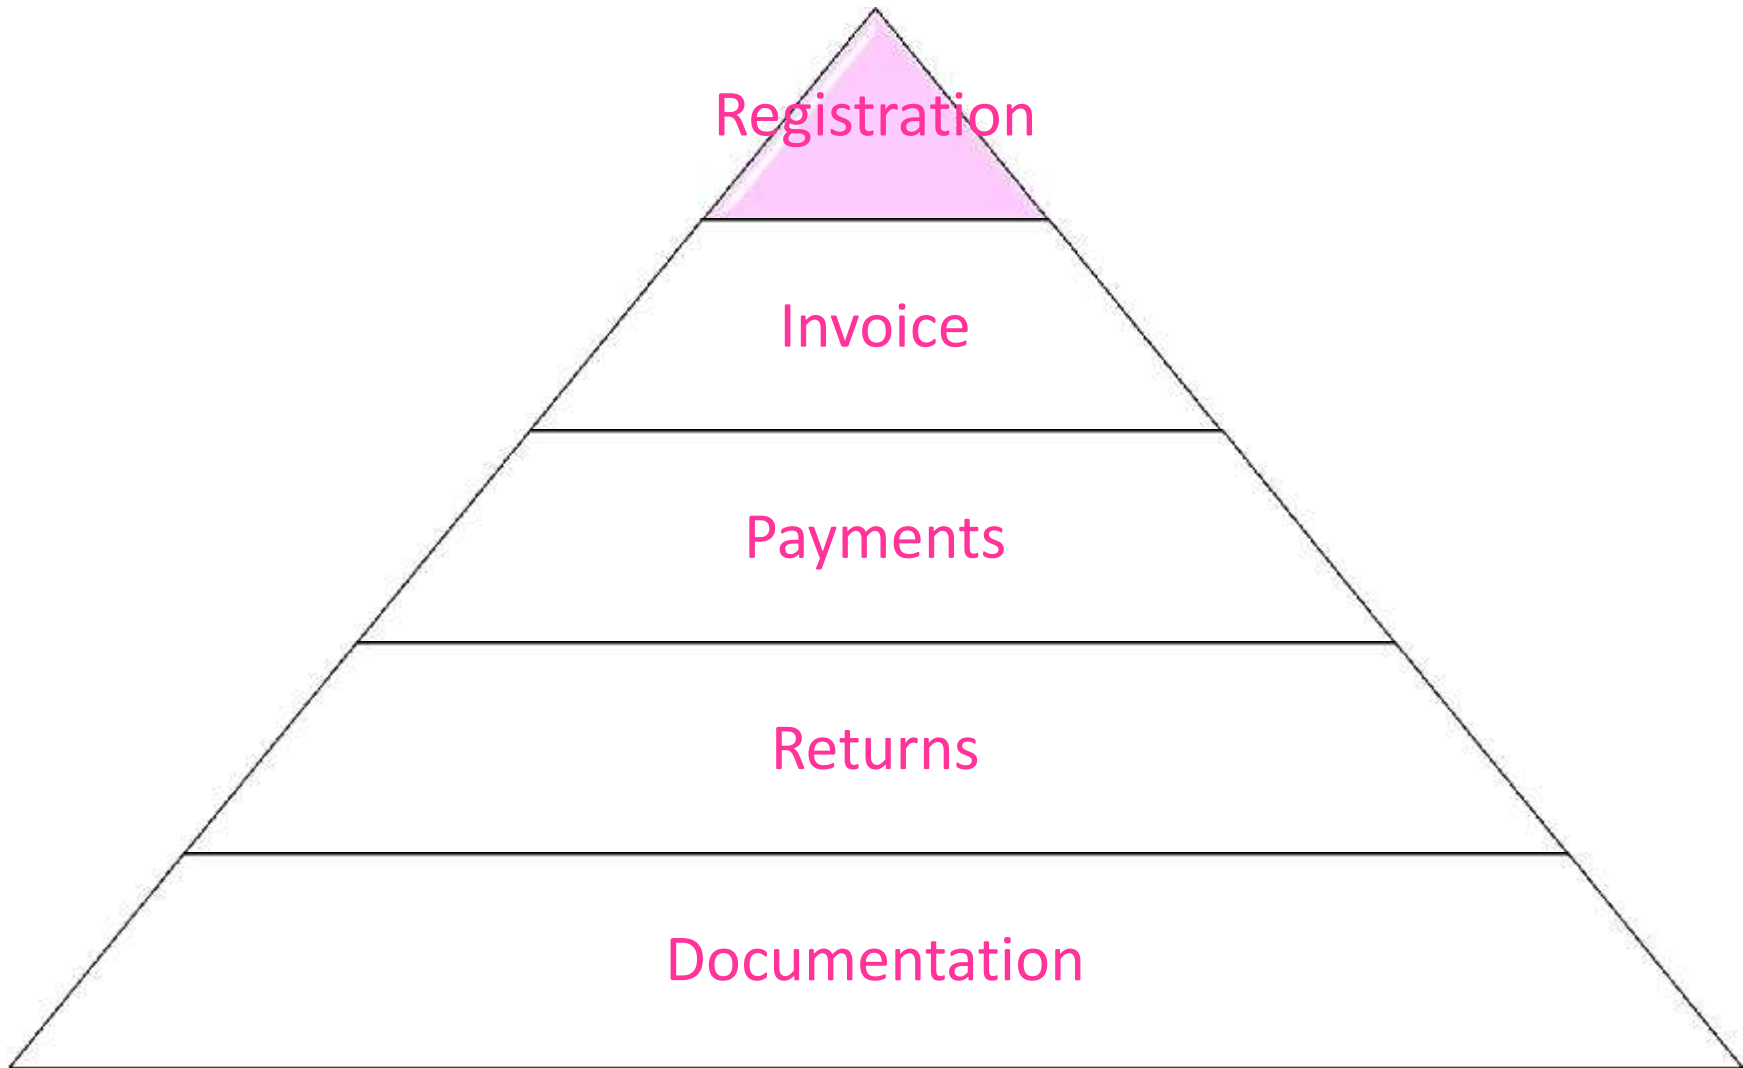 Registration
Invoice
Payments
Returns
Documentation